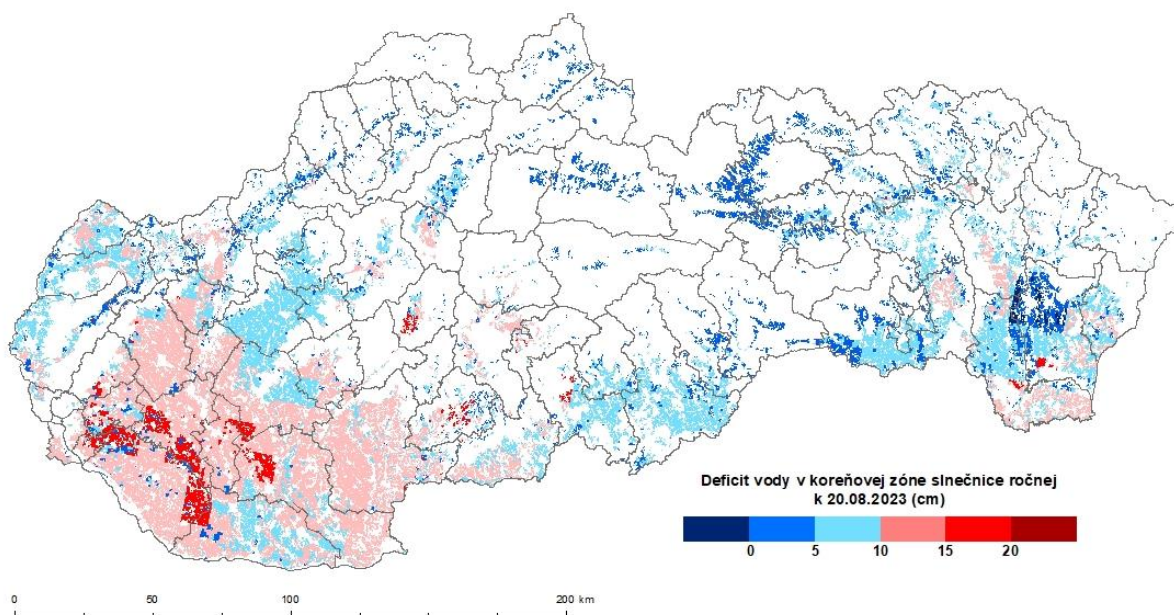 Deficit vody v koreňovej zóne slnečnice ročnej
k 20.08.2023 (cm)
0 5 10 15 20
0 50 100 200 km